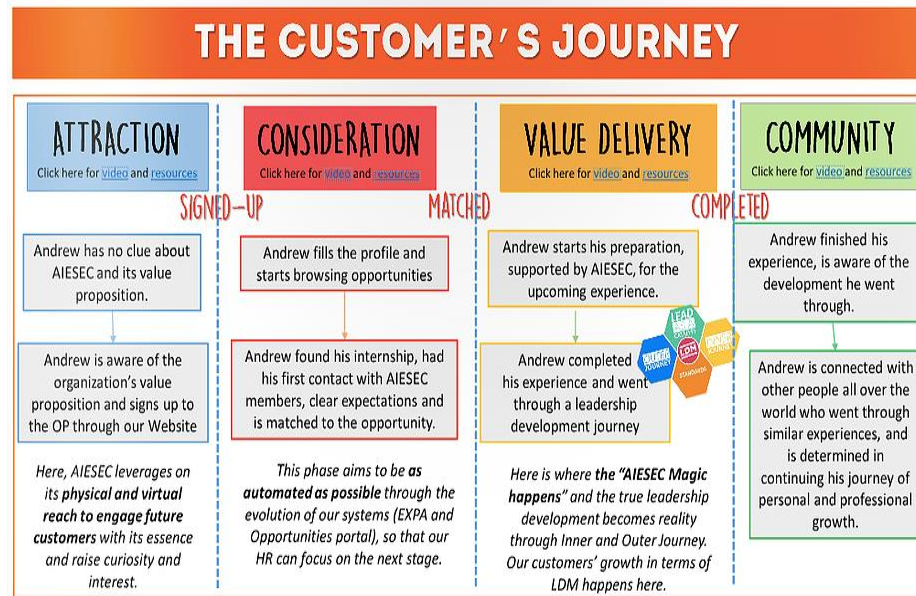 THE CUSTOMER'S JOURNEY
ATTRACTION
Click here for video and resources
CONSIDERATION
Click here for video and resources
VALUE DELIVERY
Click here for video and resources
COMMUNITY
Click here for video and resources
SIGNED-UP
MATCHED
COMPLETED
Andrew has no clue about
AIESEC and its value
proposition.
Andrew is aware of the
organization's value
proposition and signs up to
the OP through our Website
Here, AIESEC leverages on
its physical and virtual
reach to engage future
customers with its essence
and raise curiosity and
interest.
Andrew fills the profile and
starts browsing opportunities
Andrew found his internship, had
his first contact with AIESEC
members, clear expectations and
is matched to the opportunity.
This phase aims to be as
automated as possible through the
evolution of our systems (EXPA and
Opportunities portal), so that our
HR can focus on the next stage.
Andrew starts his preparation,
supported by AIESEC, for the
upcoming experience.
Andrew completed
his experience and went
through a leadership
development journey
LEAD
LDM
JOURNEY
JOURNEY
STANDARDS
Here is where the "AIESEC Magic
happens" and the true leadership
development becomes reality
through Inner and Outer Journey.
Our customers' growth in terms of
LDM happens here.
Andrew finished his
experience, is aware of the
development he went
through.
Andrew is connected with
other people all over the
world who went through
similar experiences, and
is determined in
continuing his journey of
personal and professional
growth.